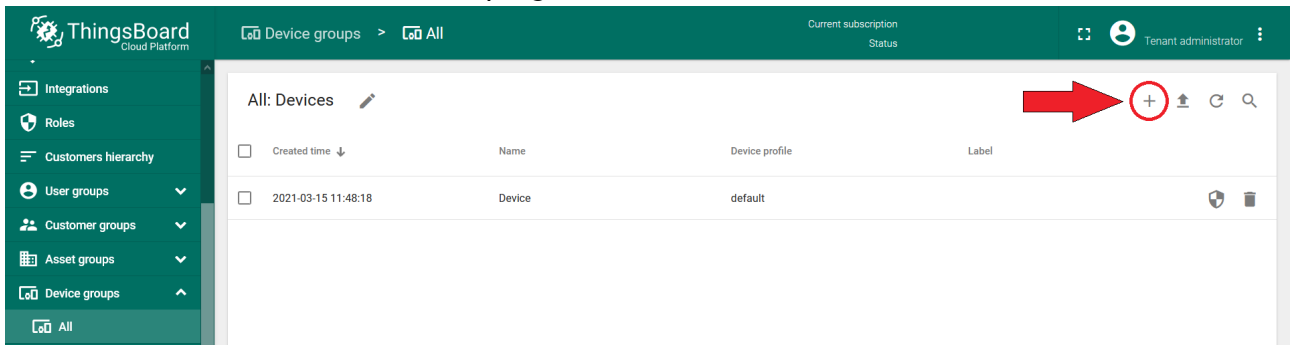 ThingsBoard
Cloud Platform
Device groups > All
Current subscription
Status
Tenant administrator
Integrations
Roles
Customers hierarchy
User groups
Customer groups
Asset groups
Device groups
All
All: Devices
Created time Name Device profile Label
2021-03-15 11:48:18 Device default